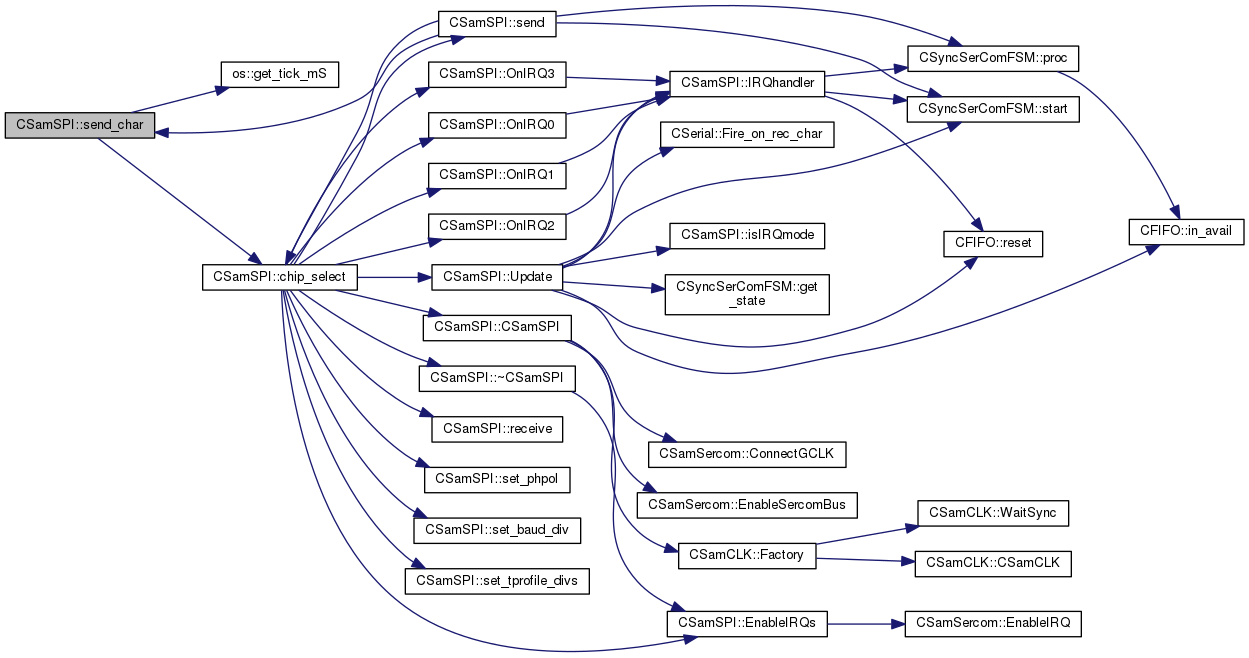 CSamSPI::send_char
os::get_tick_mS
CSamSPI::chip_select
CSamSPI::send
CSamSPI::OnIRQ3
CSamSPI::OnIRQ0
CSamSPI::OnIRQ1
CSamSPI::OnIRQ2
CSamSPI::Update
CSamSPI::CSamSPI
CSamSPI::~CSamSPI
CSamSPI::receive
CSamSPI::set_phpol
CSamSPI::set_baud_div
CSamSPI::set_tprofile_divs
CSamSPI::IRQhandler
CSerial::Fire_on_rec_char
CSamSPI::isIRQmode
CSyncSerComFSM::get
_state
CSamSercom::ConnectGCLK
CSamSercom::EnableSercomBus
CSamCLK::Factory
CSamSPI::EnableIRQs
CSyncSerComFSM::proc
CSyncSerComFSM::start
CFIFO::reset
CSamCLK::WaitSync
CSamCLK::CSamCLK
CSamSercom::EnableIRQ
CFIFO::in_avail